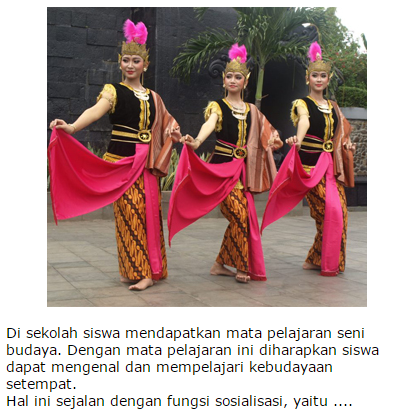 Di sekolah siswa mendapatkan mata pelajaran seni
budaya. Dengan mata pelajaran ini diharapkan siswa
dapat mengenal dan mempelajari kebudayaan
setempat.
Hal ini sejalan dengan fungsi sosialisasi, yaitu ....